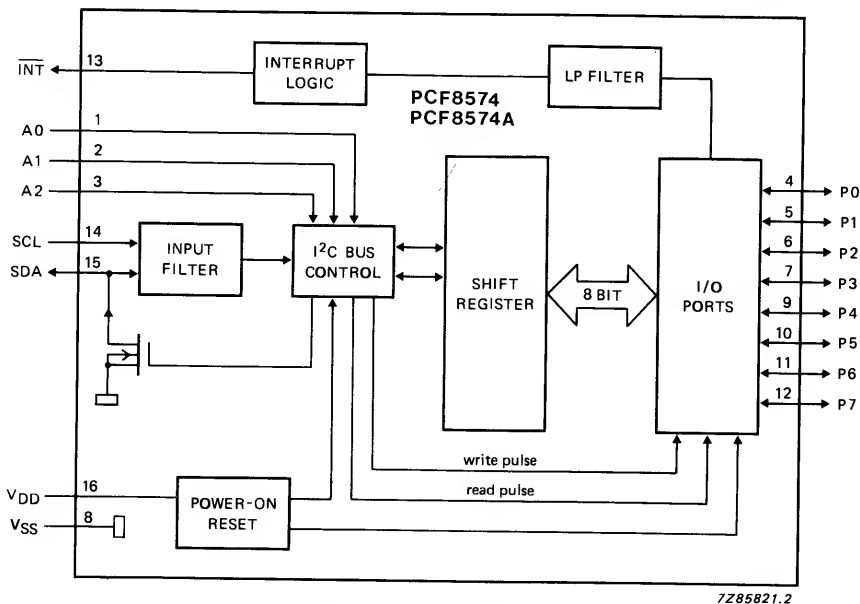 INT
13
INTERRUPT
LOGIC
LP FILTER
PCF8574
PCF8574A
A0
1
A1
2
A2
3
SCL
14
SDA
15
INPUT
FILTER
I²C BUS
CONTROL
SHIFT
REGISTER
8 BIT
I/O
PORTS
4
P0
5
P1
6
P2
7
P3
9
P4
10
P5
11
P6
12
P7
write pulse
read pulse
VDD
16
VSS
8
POWER-ON
RESET
7Z85821.2